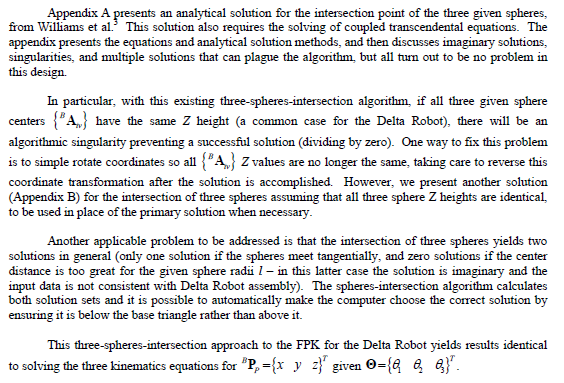 Appendix A presents an analytical solution for the intersection point of the three given spheres,
from Williams et al.³ This solution also requires the solving of coupled transcendental equations. The
appendix presents the equations and analytical solution methods, and then discusses imaginary solutions,
singularities, and multiple solutions that can plague the algorithm, but all turn out to be no problem in
this design.
In particular, with this existing three-spheres-intersection algorithm, if all three given sphere
centers {ᴮAᵢᵥ} have the same Z height (a common case for the Delta Robot), there will be an
algorithmic singularity preventing a successful solution (dividing by zero). One way to fix this problem
is to simple rotate coordinates so all {ᴮAᵢᵥ} Z values are no longer the same, taking care to reverse this
coordinate transformation after the solution is accomplished. However, we present another solution
(Appendix B) for the intersection of three spheres assuming that all three sphere Z heights are identical,
to be used in place of the primary solution when necessary.
Another applicable problem to be addressed is that the intersection of three spheres yields two
solutions in general (only one solution if the spheres meet tangentially, and zero solutions if the center
distance is too great for the given sphere radii l – in this latter case the solution is imaginary and the
input data is not consistent with Delta Robot assembly). The spheres-intersection algorithm calculates
both solution sets and it is possible to automatically make the computer choose the correct solution by
ensuring it is below the base triangle rather than above it.
This three-spheres-intersection approach to the FPK for the Delta Robot yields results identical
to solving the three kinematics equations for ᴮPₚ={x y z}ᵀ given Θ={θ₁ θ₂ θ₃}ᵀ.